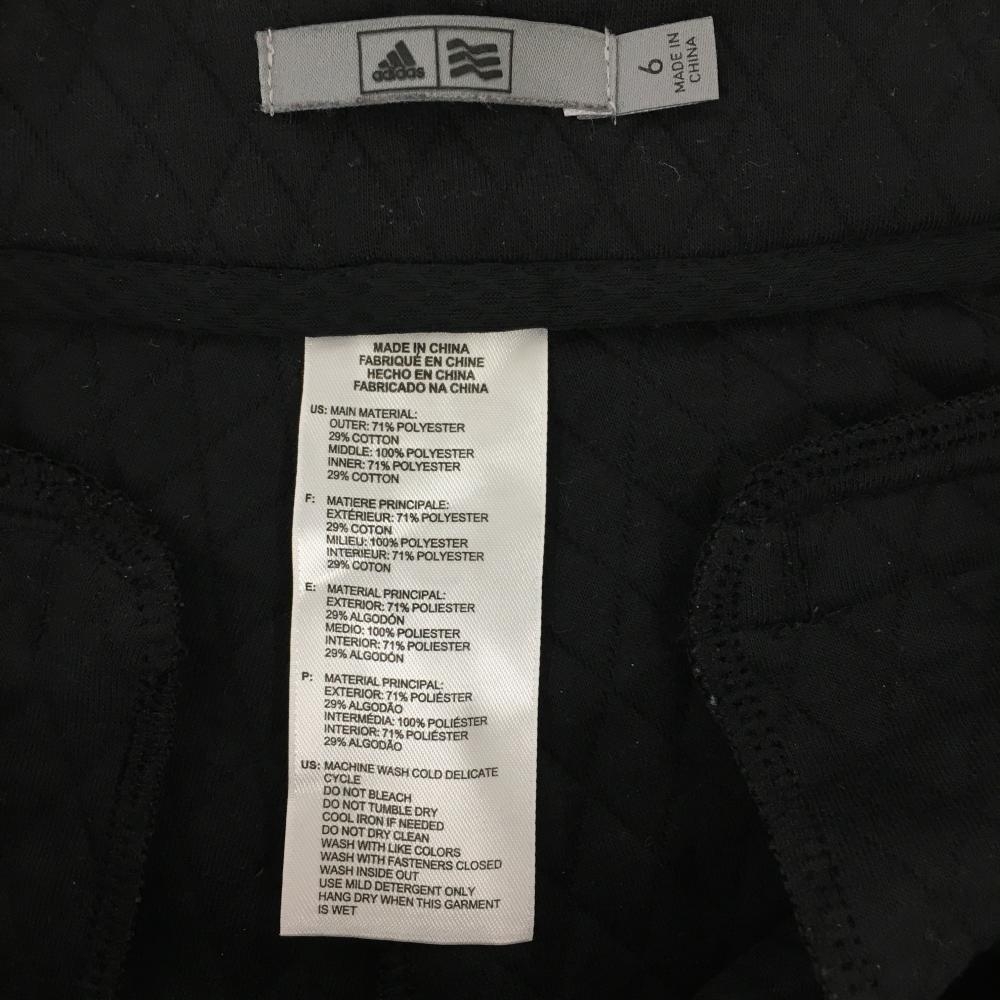 adidas
6
MADE IN
CHINA
MADE IN CHINA
FABRIQUÉ EN CHINE
HECHO EN CHINA
FABRICADO NA CHINA
US: MAIN MATERIAL:
OUTER: 71% POLYESTER
29% COTTON
MIDDLE: 100% POLYESTER
INNER: 71% POLYESTER
29% COTTON
F: MATIERE PRINCIPALE:
EXTÉRIEUR: 71% POLYESTER
29% COTON
MILIEU: 100% POLYESTER
INTERIEUR: 71% POLYESTER
29% COTON
E: MATERIAL PRINCIPAL:
EXTERIOR: 71% POLIESTER
29% ALGODÓN
MEDIO: 100% POLIESTER
INTERIOR: 71% POLIESTER
29% ALGODÓN
P: MATERIAL PRINCIPAL:
EXTERIOR: 71% POLIÉSTER
29% ALGODÃO
INTERMÉDIA: 100% POLIÉSTER
INTERIOR: 71% POLIÉSTER
29% ALGODÃO
US: MACHINE WASH COLD DELICATE
CYCLE
DO NOT BLEACH
DO NOT TUMBLE DRY
COOL IRON IF NEEDED
DO NOT DRY CLEAN
WASH WITH LIKE COLORS
WASH WITH FASTENERS CLOSED
WASH INSIDE OUT
USE MILD DETERGENT ONLY
HANG DRY WHEN THIS GARMENT
IS WET